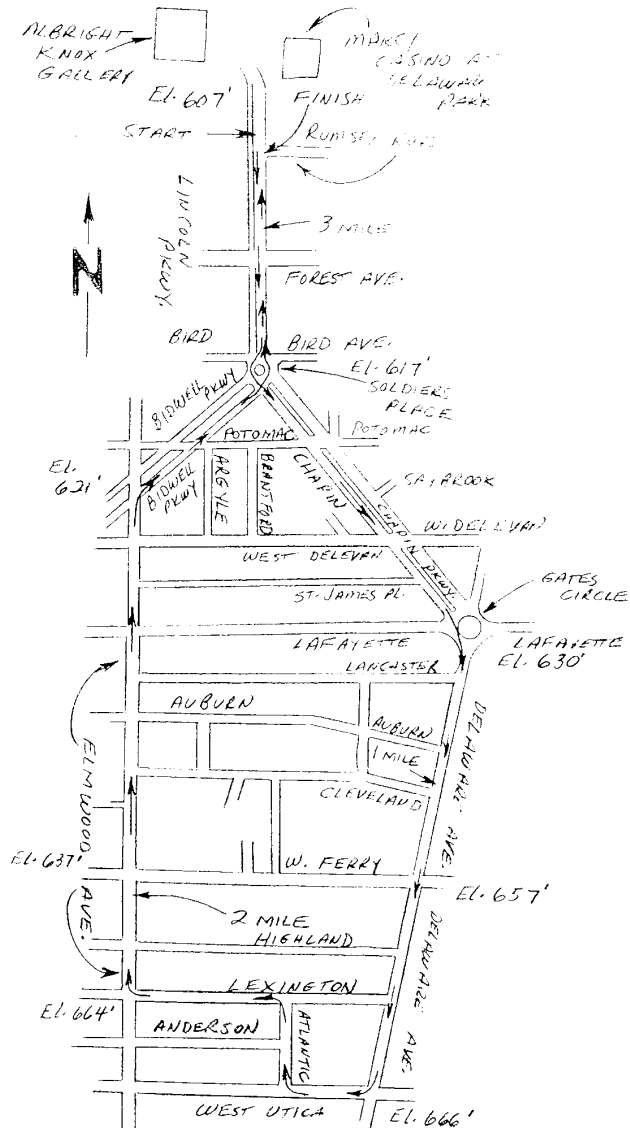 ALBRIGHT
KNOX
GALLERY
CASINO AT
DELAWARE
PARK
El. 607'
FINISH
START
LINCOLN
PKWY.
N
3 MILE
FOREST AVE.
BIRD
BIRD AVE.
El. 617'
SOLDIERS
PLACE
BIDWELL PKWY
POTOMAC
POTOMAC
El.
621'
BIDWELL
PKWY
ARGYLE
BRANTFORD
CHAPIN
CHAPIN PKWY.
SAYBROOK
W. DELEVAN
WEST DELEVAN
ST. JAMES PL.
GATES
CIRCLE
LAFAYETTE
LAFAYETTE
El. 630'
LANCASTER
AUBURN
AUBURN
1 MILE
CLEVELAND
DELAWARE AVE.
ELMWOOD
AVE.
El. 637'
W. FERRY
El. 657'
2 MILE
HIGHLAND
DELAWARE AVE.
LEXINGTON
El. 664'
ANDERSON
ATLANTIC
WEST UTICA
El. 666'